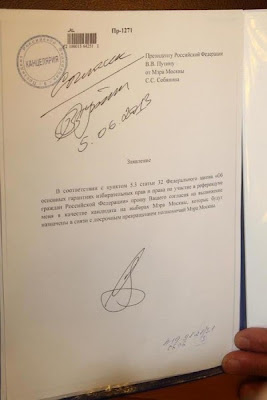 Пр-1271
КАНЦЕЛЯРИЯ
Президенту Российской Федерации
В.В. Путину
от Мэра Москвы
С.С. Собянина
Согласен
5.06.2013
Заявление
В соответствии с пунктом 5.3 статьи 32 Федерального закона «Об
основных гарантиях избирательных прав и права на участие в референдуме
граждан Российской Федерации» прошу Вашего согласия на выдвижение
меня в качестве кандидата на выборах Мэра Москвы, которые будут
назначены в связи с досрочным прекращением полномочий Мэра Москвы